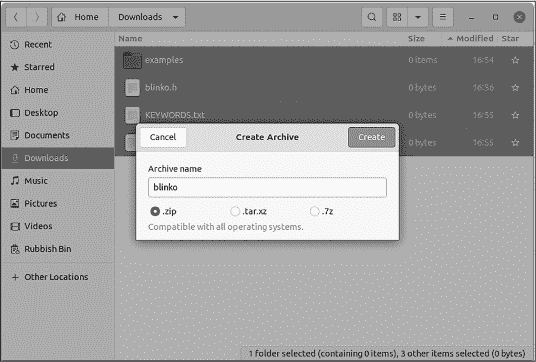 Home Downloads
Recent
Starred
Home
Desktop
Documents
Downloads
Music
Pictures
Videos
Rubbish Bin
+ Other Locations
Name Size Modified Star
examples 0 items 16:54
blinko.h 0 bytes 16:56
KEYWORDS.txt 0 bytes 16:55
0 bytes 16:55
Cancel Create Archive Create
Archive name
blinko
.zip .tar.xz .7z
Compatible with all operating systems.
1 folder selected (containing 0 items), 3 other items selected (0 bytes)